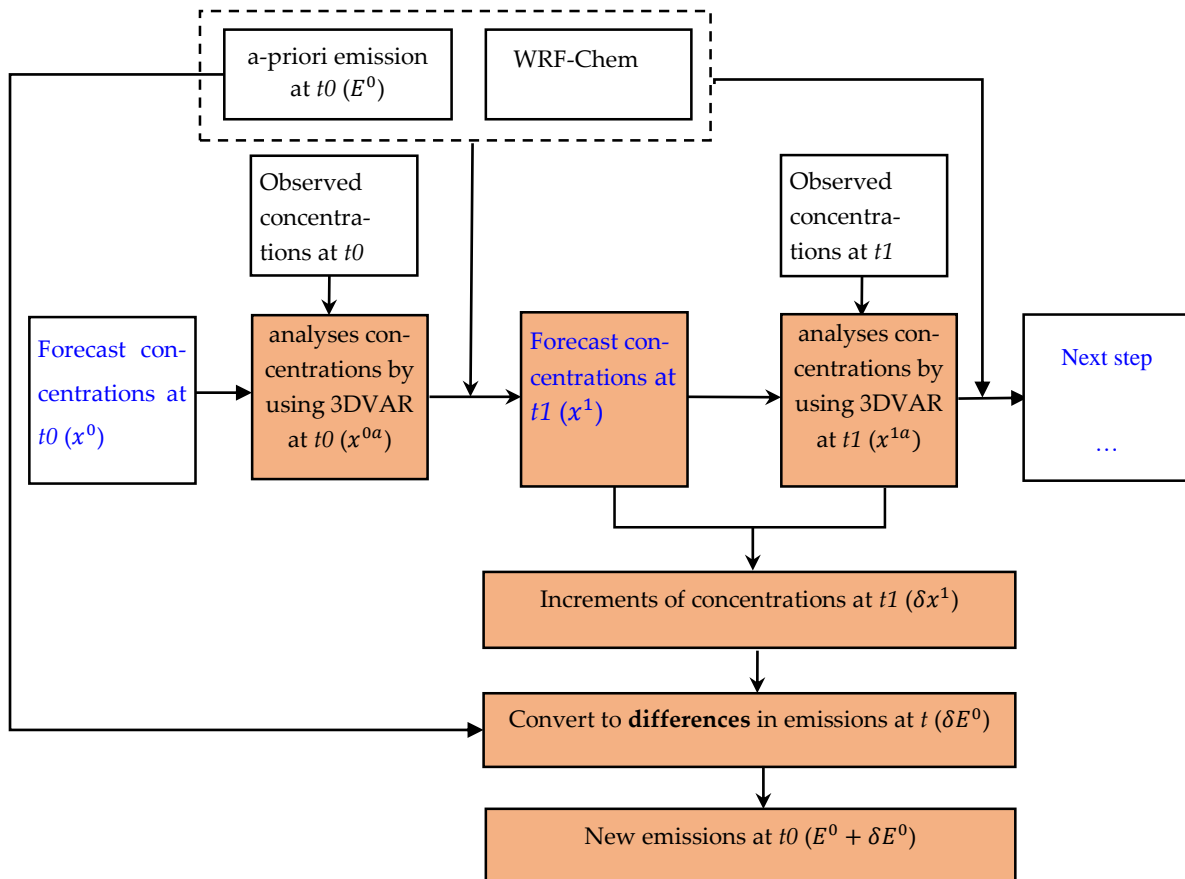 a-priori emission
at t0 (𝐸⁰)
WRF-Chem
Observed
concentra-
tions at t0
Observed
concentra-
tions at t1
Forecast con-
centrations at
t0 (𝑥⁰)
analyses con-
centrations by
using 3DVAR
at t0 (𝑥⁰ᵃ)
Forecast con-
centrations at
t1 (𝑥¹)
analyses con-
centrations by
using 3DVAR
at t1 (𝑥¹ᵃ)
Next step
…
Increments of concentrations at t1 (𝛿𝑥¹)
Convert to differences in emissions at t (𝛿𝐸⁰)
New emissions at t0 (𝐸⁰ + 𝛿𝐸⁰)